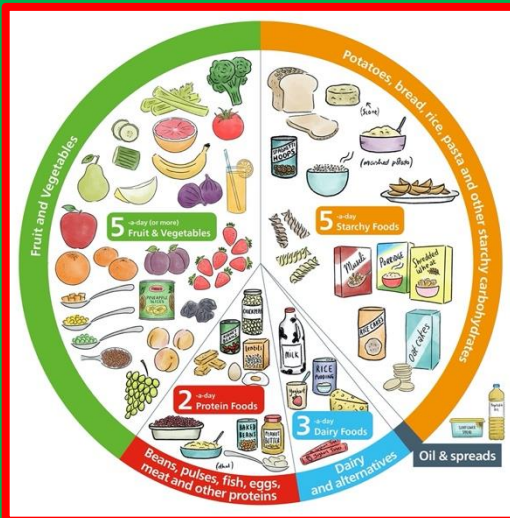 Fruit and Vegetables
Potatoes, bread, rice, pasta and other starchy carbohydrates
(Scone)
SPAGHETTI
HOOPS
(mashed potato)
5 -a-day (or more)
Fruit & Vegetables
5 -a-day
Starchy Foods
Muesli
PORRIDGE
Shredded
Wheat
PINEAPPLE
RICE CAKES
Oat cakes
CHICKPEAS
Lentils
MILK
RICE
PUDDING
Yoghurt
2 -a-day
Protein Foods
3 -a-day
Dairy Foods
BAKED
BEANS
PEANUT
BUTTER
(dhal)
Beans, pulses, fish, eggs,
meat and other proteins
Dairy
and alternatives
Oil & spreads